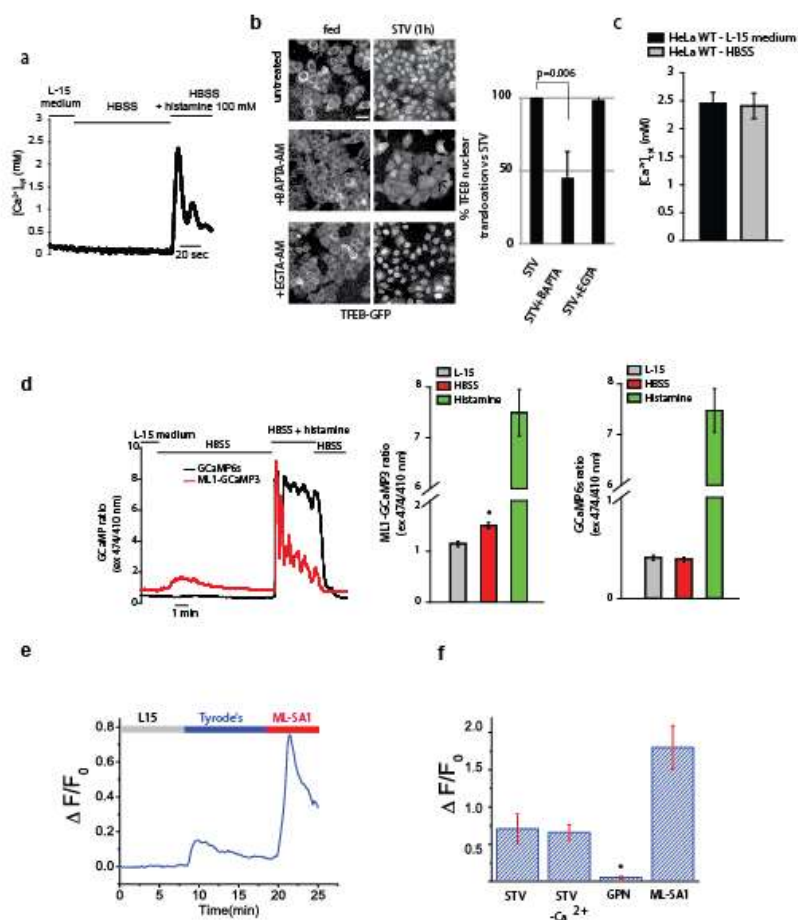 a
L-15
medium
HBSS
HBSS
+ histamine 100 mM
[Ca²⁺]cyt (mM)
3
2.5
2
1.5
1
0.5
0
20 sec
b
fed
STV (1h)
untreated
+BAPTA-AM
+EGTA-AM
TFEB-GFP
p=0.006
% TFEB nuclear
translocation vs STV
100
50
0
STV
STV+BAPTA
STV+EGTA
c
HeLa WT - L-15 medium
HeLa WT - HBSS
[Ca²⁺]cyt (mM)
3
2.5
2
1.5
1
0.5
0
d
L-15 medium
HBSS
HBSS + histamine
HBSS
GCaMP6s
ML1-GCaMP3
GCaMP ratio
(ex 474/410 nm)
10
8
6
4
2
0
1 min
L-15
HBSS
Histamine
ML1-GCaMP3 ratio
(ex 474/410 nm)
8
7
6
2
1
0
*
L-15
HBSS
Histamine
GCaMP6s ratio
(ex 474/410 nm)
8
7
6
1
0
e
L15
Tyrode's
ML-SA1
Δ F/F0
0.8
0.6
0.4
0.2
0.0
0 5 10 15 20 25
Time(min)
f
Δ F/F0
2.0
1.5
1.0
0.5
*
STV
STV
-Ca 2+
GPN
ML-SA1